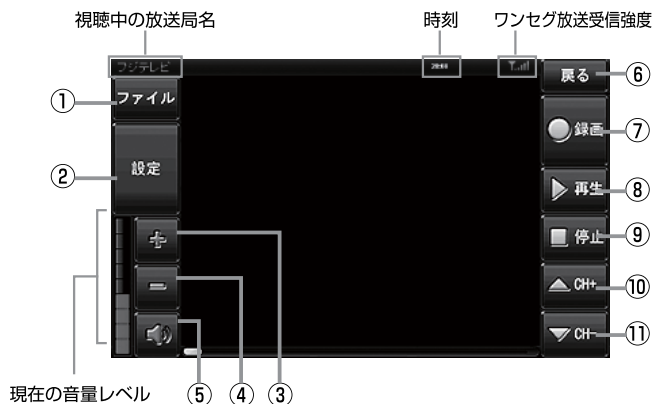 視聴中の放送局名
時刻
ワンセグ放送受信強度
フジテレビ
① ファイル
② 設定
現在の音量レベル
⑤
④
③
戻る ⑥
録画 ⑦
再生 ⑧
停止 ⑨
CH+ ⑩
CH- ⑪